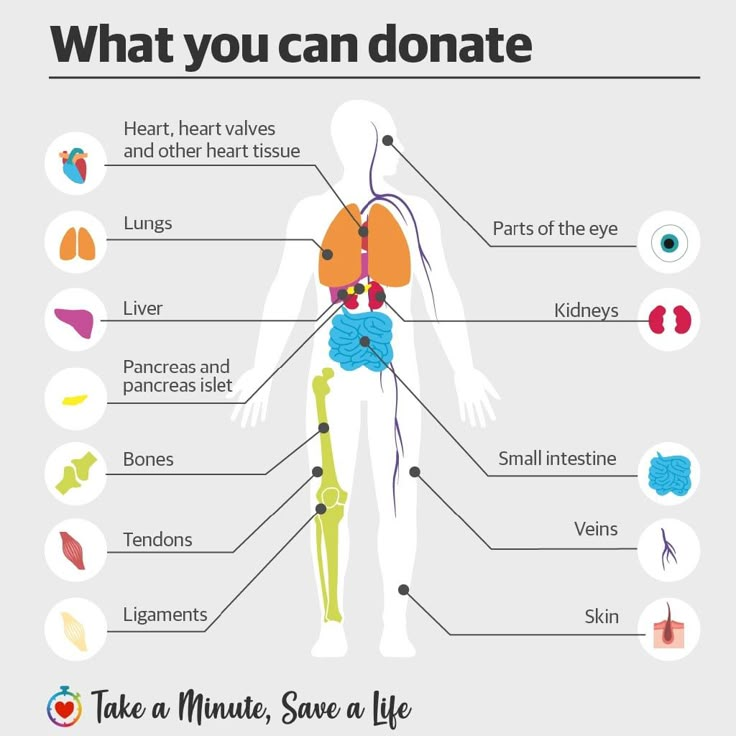 What you can donate
Heart, heart valves
and other heart tissue
Lungs
Liver
Pancreas and
pancreas islet
Bones
Tendons
Ligaments
Parts of the eye
Kidneys
Small intestine
Veins
Skin
Take a Minute, Save a Life